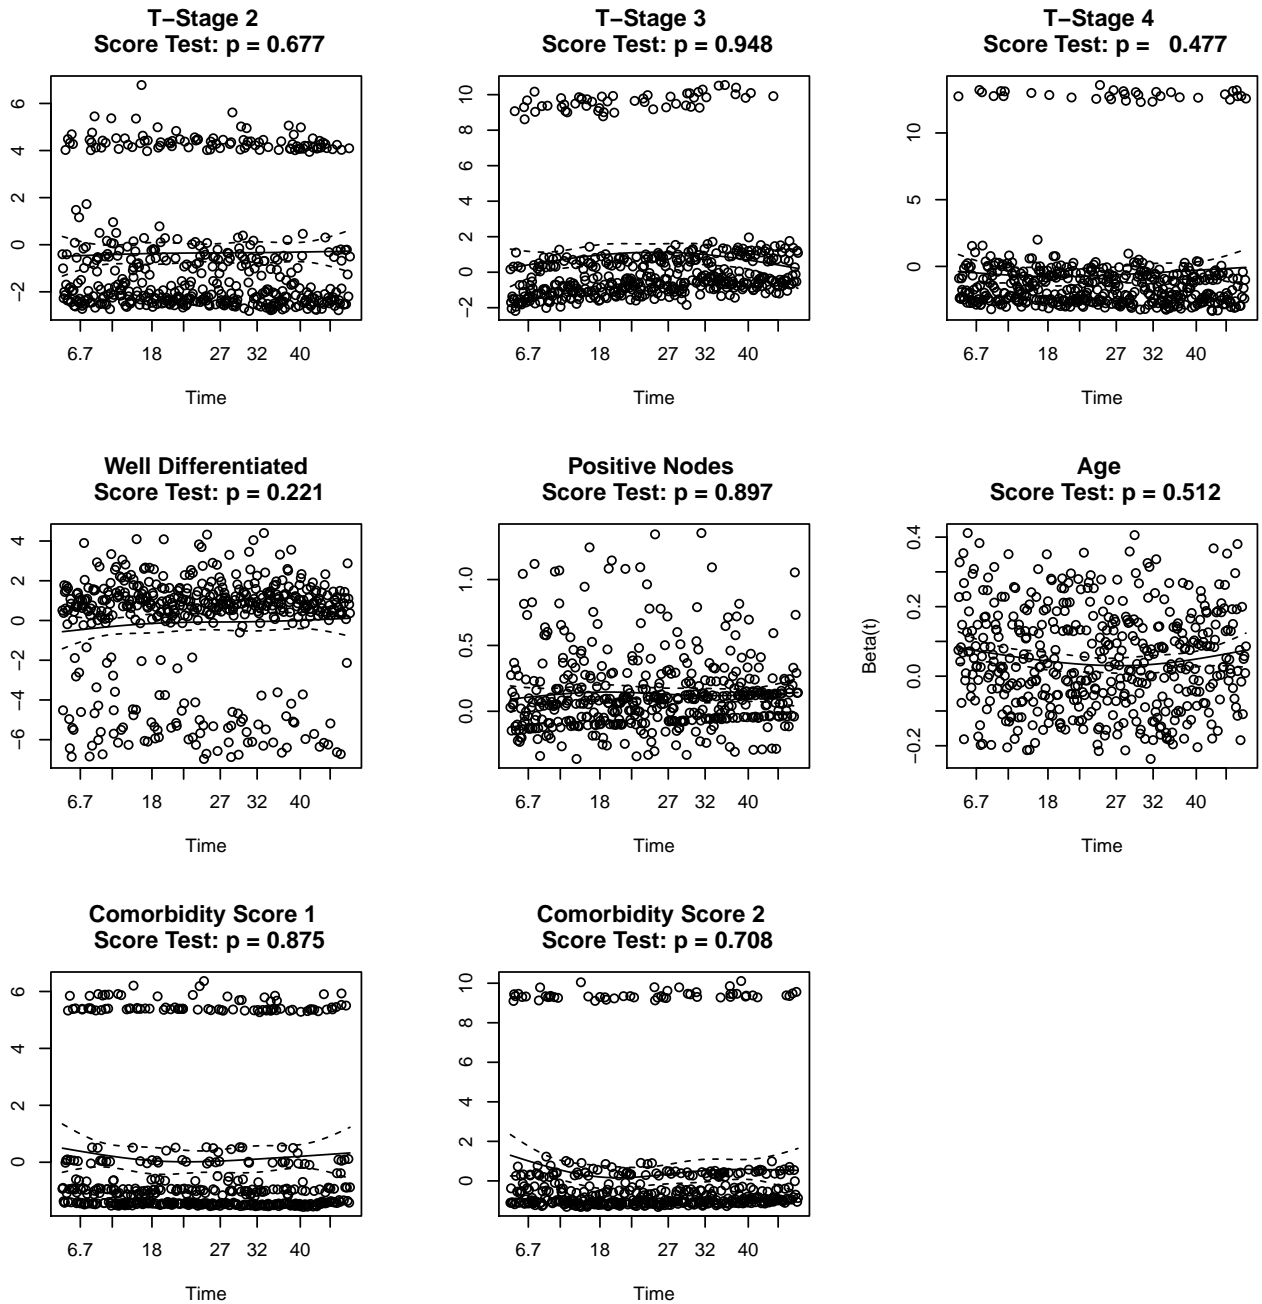 T−Stage 2
Score Test: p = 0.677
6
4
2
0
−2
6.7 18 27 32 40
Time
T−Stage 3
Score Test: p = 0.948
10
8
6
4
2
0
−2
6.7 18 27 32 40
Time
T−Stage 4
Score Test: p = 0.477
10
5
0
6.7 18 27 32 40
Time
Well Differentiated
Score Test: p = 0.221
4
2
0
−2
−4
−6
6.7 18 27 32 40
Time
Positive Nodes
Score Test: p = 0.897
1.0
0.5
0.0
6.7 18 27 32 40
Time
Age
Score Test: p = 0.512
Beta(t)
0.4
0.2
0.0
−0.2
6.7 18 27 32 40
Time
Comorbidity Score 1
Score Test: p = 0.875
6
4
2
0
6.7 18 27 32 40
Time
Comorbidity Score 2
Score Test: p = 0.708
10
8
6
4
2
0
6.7 18 27 32 40
Time